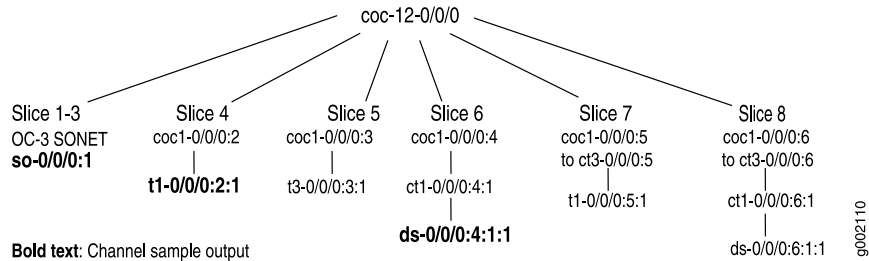 coc-12-0/0/0
Slice 1-3
OC-3 SONET
so-0/0/0:1
Slice 4
coc1-0/0/0:2
t1-0/0/0:2:1
Slice 5
coc1-0/0/0:3
t3-0/0/0:3:1
Slice 6
coc1-0/0/0:4
ct1-0/0/0:4:1
ds-0/0/0:4:1:1
Slice 7
coc1-0/0/0:5
to ct3-0/0/0:5
t1-0/0/0:5:1
Slice 8
coc1-0/0/0:6
to ct3-0/0/0:6
ct1-0/0/0:6:1
ds-0/0/0:6:1:1
Bold text: Channel sample output
g002110